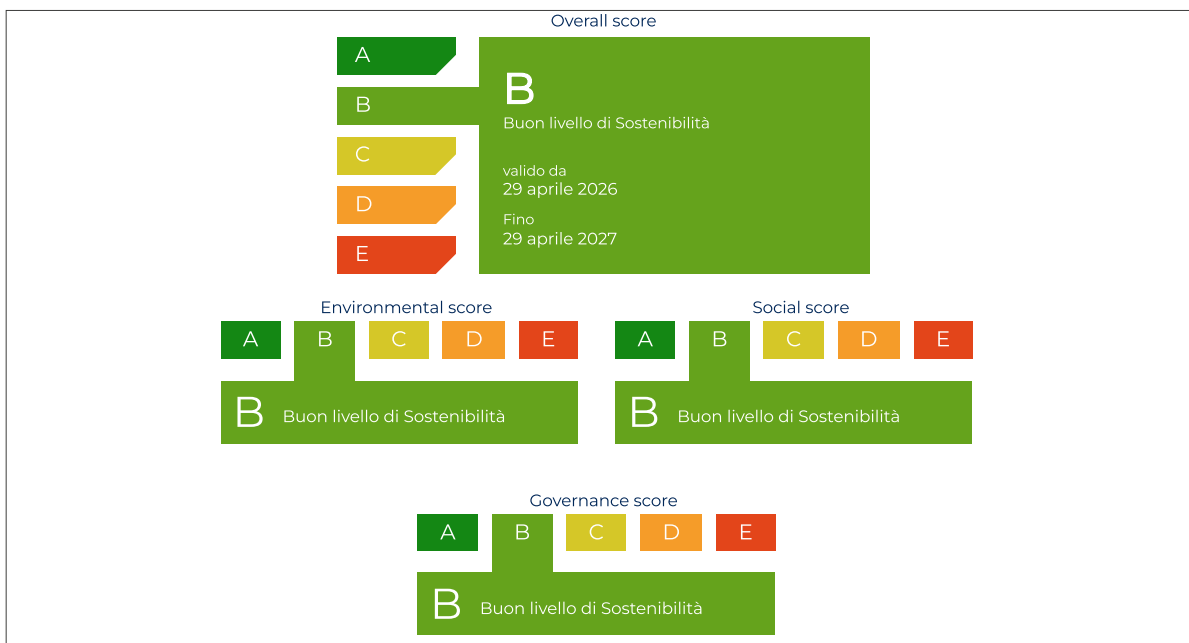 Overall score
A
B
C
D
E
B
Buon livello di Sostenibilità
valido da
29 aprile 2026
Fino
29 aprile 2027
Environmental score
A B C D E
B Buon livello di Sostenibilità
Social score
A B C D E
B Buon livello di Sostenibilità
Governance score
A B C D E
B Buon livello di Sostenibilità